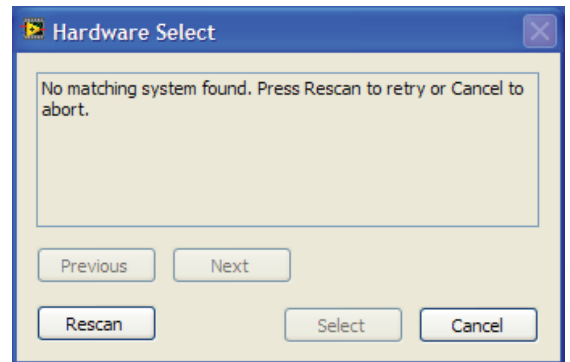 Hardware Select
No matching system found. Press Rescan to retry or Cancel to
abort.
Previous Next
Rescan Select Cancel